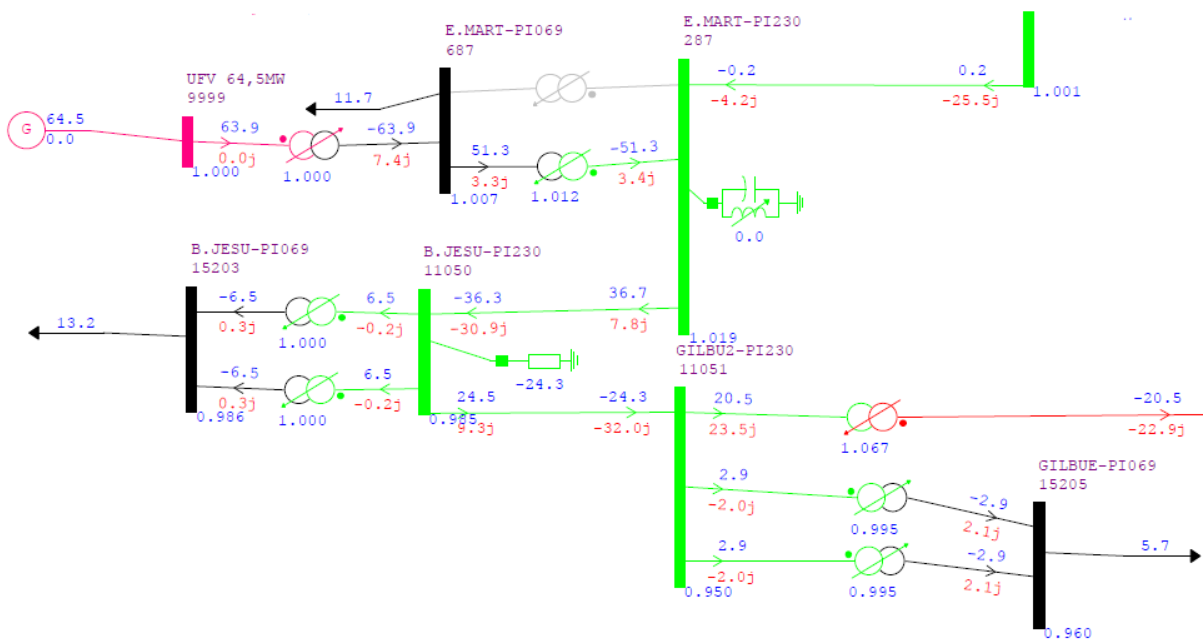 E.MART-PI230
287
E.MART-PI069
687
UFV 64,5MW
9999
-0.2
0.2
-4.2j
-25.5j
1.001
11.7
G
64.5
0.0
63.9
0.0j
-63.9
7.4j
1.000
1.000
51.3
3.3j
-51.3
3.4j
1.007
1.012
0.0
B.JESU-PI069
15203
B.JESU-PI230
11050
-6.5
0.3j
6.5
-0.2j
-36.3
-30.9j
36.7
7.8j
13.2
1.000
1.019
GILBU2-PI230
11051
-6.5
0.3j
6.5
-0.2j
-24.3
0.986
1.000
0.985
24.5
9.3j
-24.3
-32.0j
20.5
23.5j
-20.5
-22.9j
1.067
GILBUE-PI069
15205
2.9
-2.0j
-2.9
2.1j
0.995
2.9
-2.0j
-2.9
2.1j
5.7
0.950
0.995
0.960